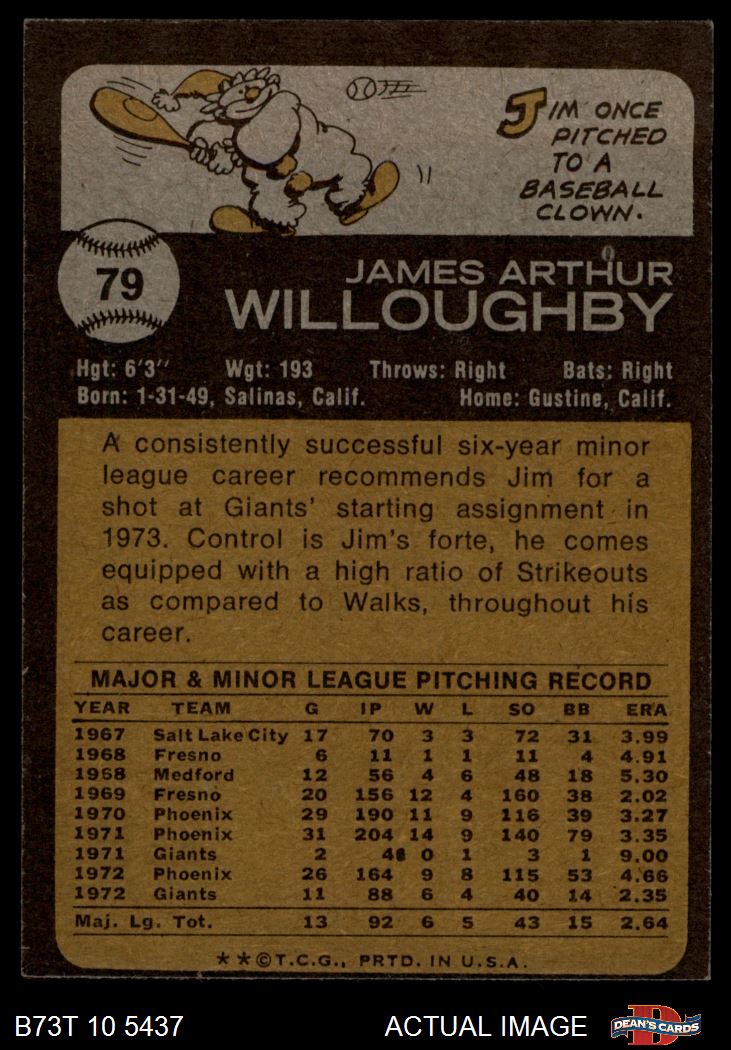 JIM ONCE
PITCHED
TO A
BASEBALL
CLOWN.
79
JAMES ARTHUR
WILLOUGHBY
Hgt: 6'3" Wgt: 193 Throws: Right Bats: Right
Born: 1-31-49, Salinas, Calif. Home: Gustine, Calif.
A consistently successful six-year minor
league career recommends Jim for a
shot at Giants' starting assignment in
1973. Control is Jim's forte, he comes
equipped with a high ratio of Strikeouts
as compared to Walks, throughout his
career.
MAJOR & MINOR LEAGUE PITCHING RECORD
YEAR TEAM G IP W L SO BB ERA
1967 Salt Lake City 17 70 3 3 72 31 3.99
1968 Fresno 6 11 1 1 11 4 4.91
1968 Medford 12 56 4 6 48 18 5.30
1969 Fresno 20 156 12 4 160 38 2.02
1970 Phoenix 29 190 11 9 116 39 3.27
1971 Phoenix 31 204 14 9 140 79 3.35
1971 Giants 2 4 0 1 3 1 9.00
1972 Phoenix 26 164 9 8 115 53 4.66
1972 Giants 11 88 6 4 40 14 2.35
Maj. Lg. Tot. 13 92 6 5 43 15 2.64
**©T.C.G., PRTD. IN U.S.A.
B73T 10 5437 ACTUAL IMAGE DEAN'S CARDS